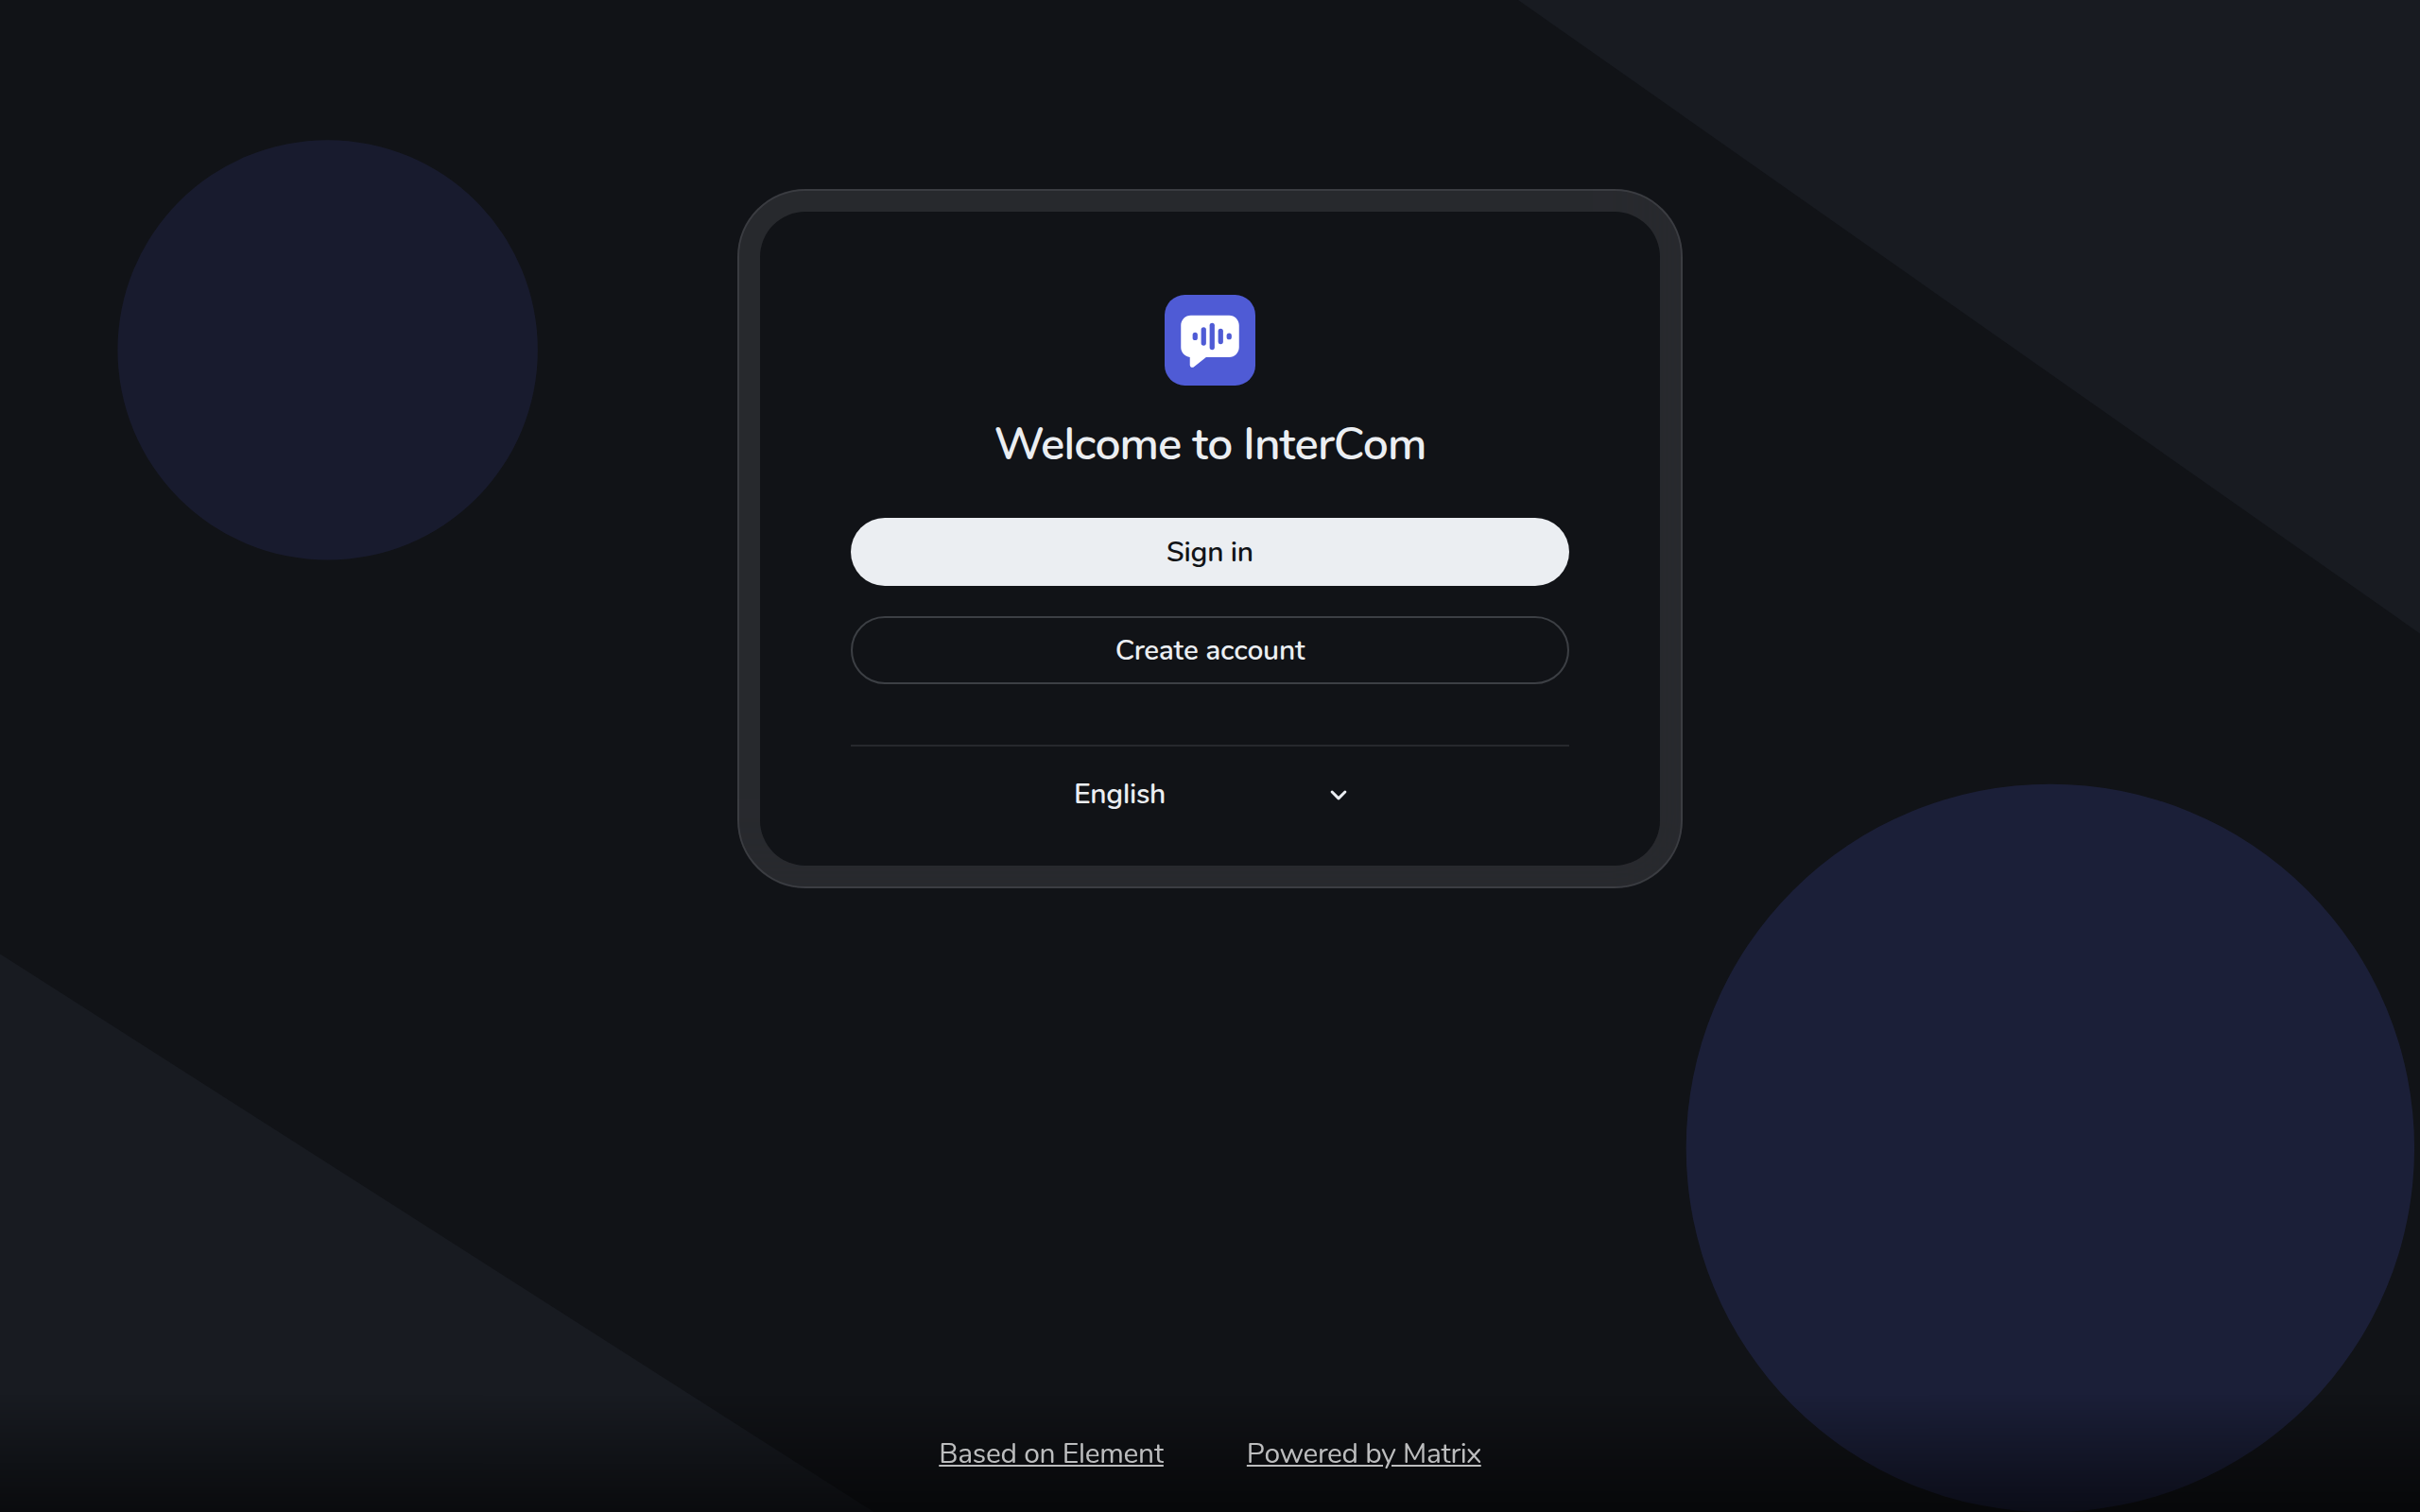 Welcome to InterCom
Sign in
Create account
English
Based on Element
Powered by Matrix